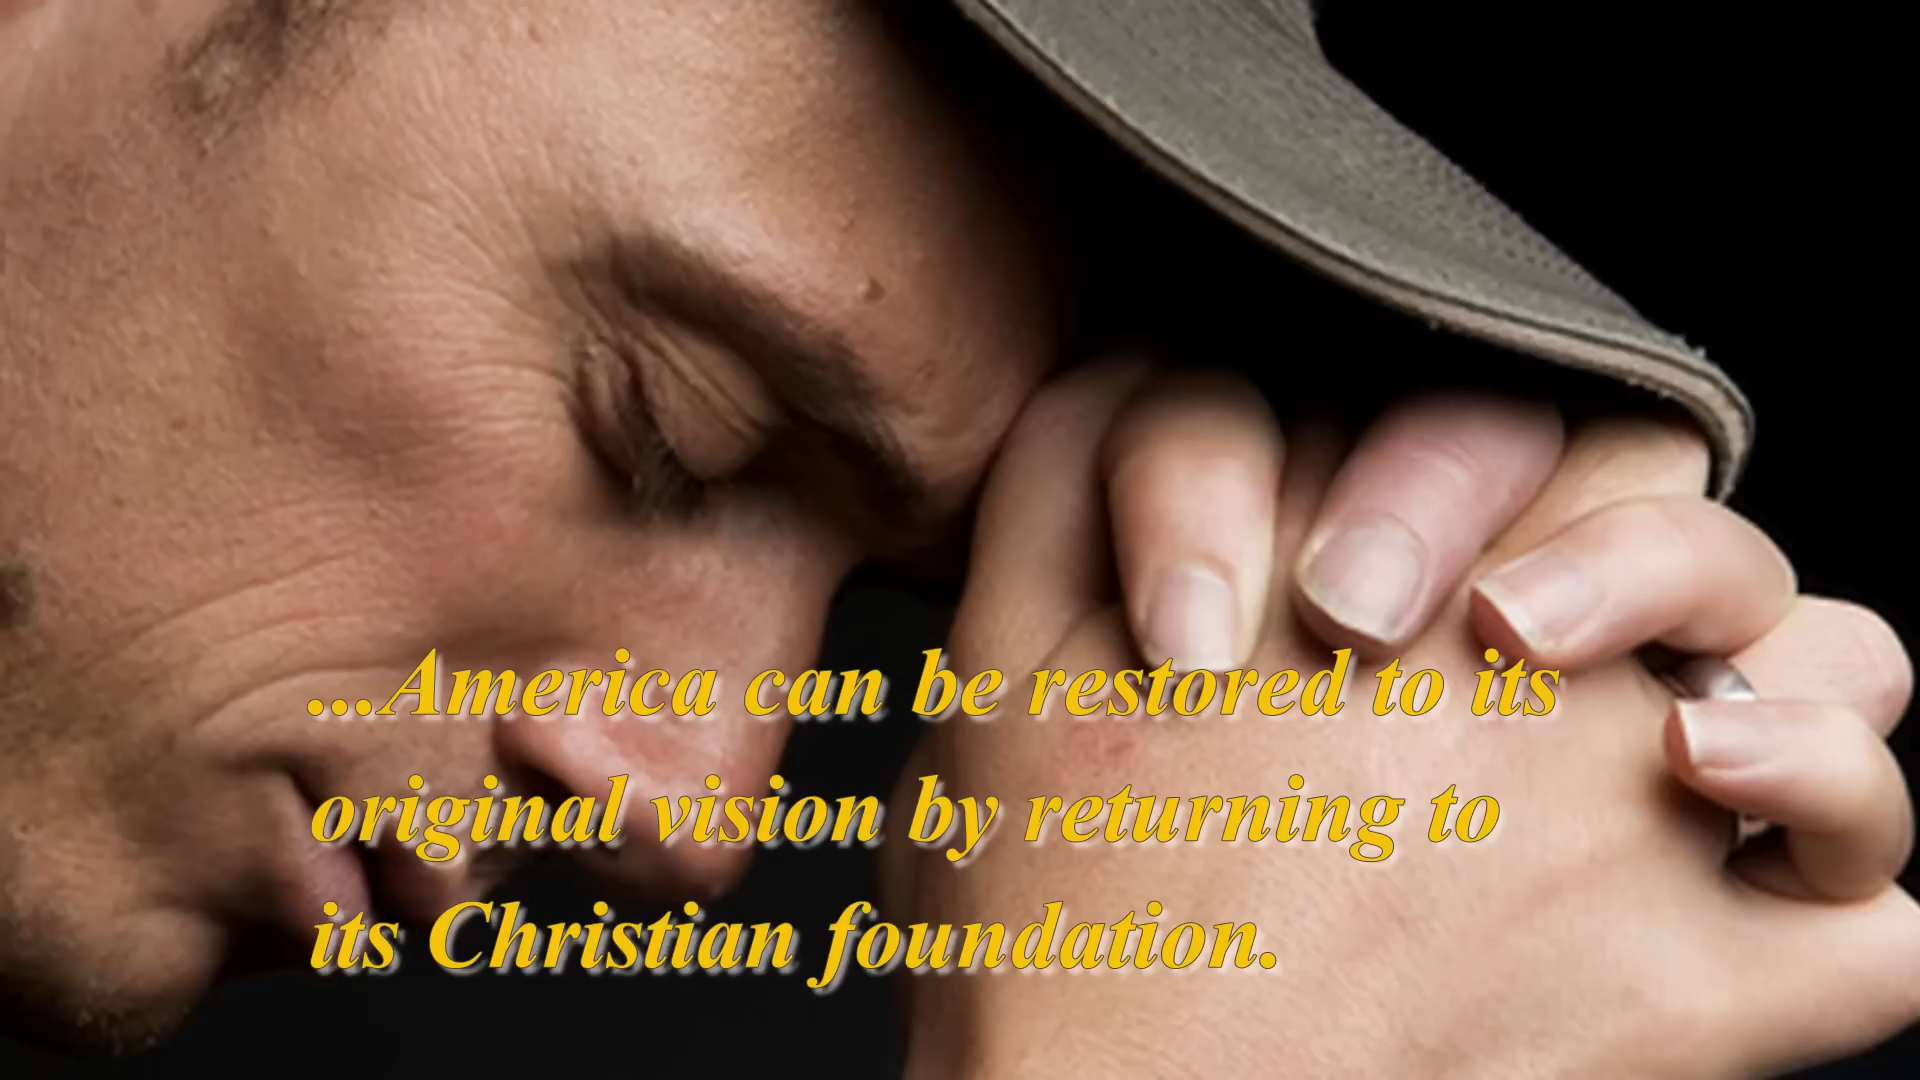 ...America can be restored to its
original vision by returning to
its Christian foundation.